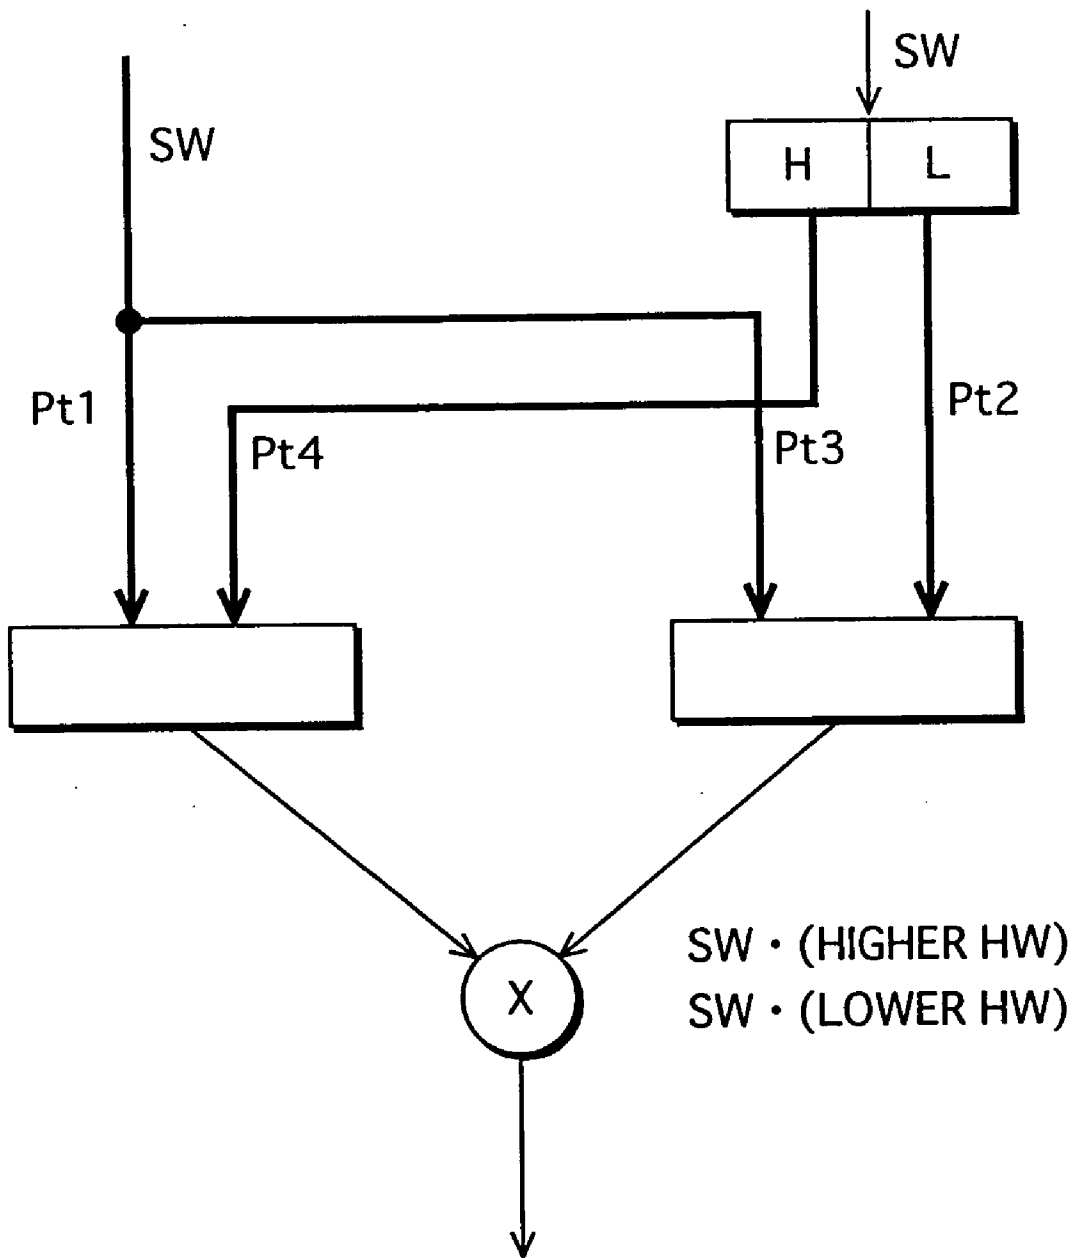 SW
SW
H L
Pt1
Pt2
Pt4
Pt3
SW・(HIGHER HW)
X
SW・(LOWER HW)